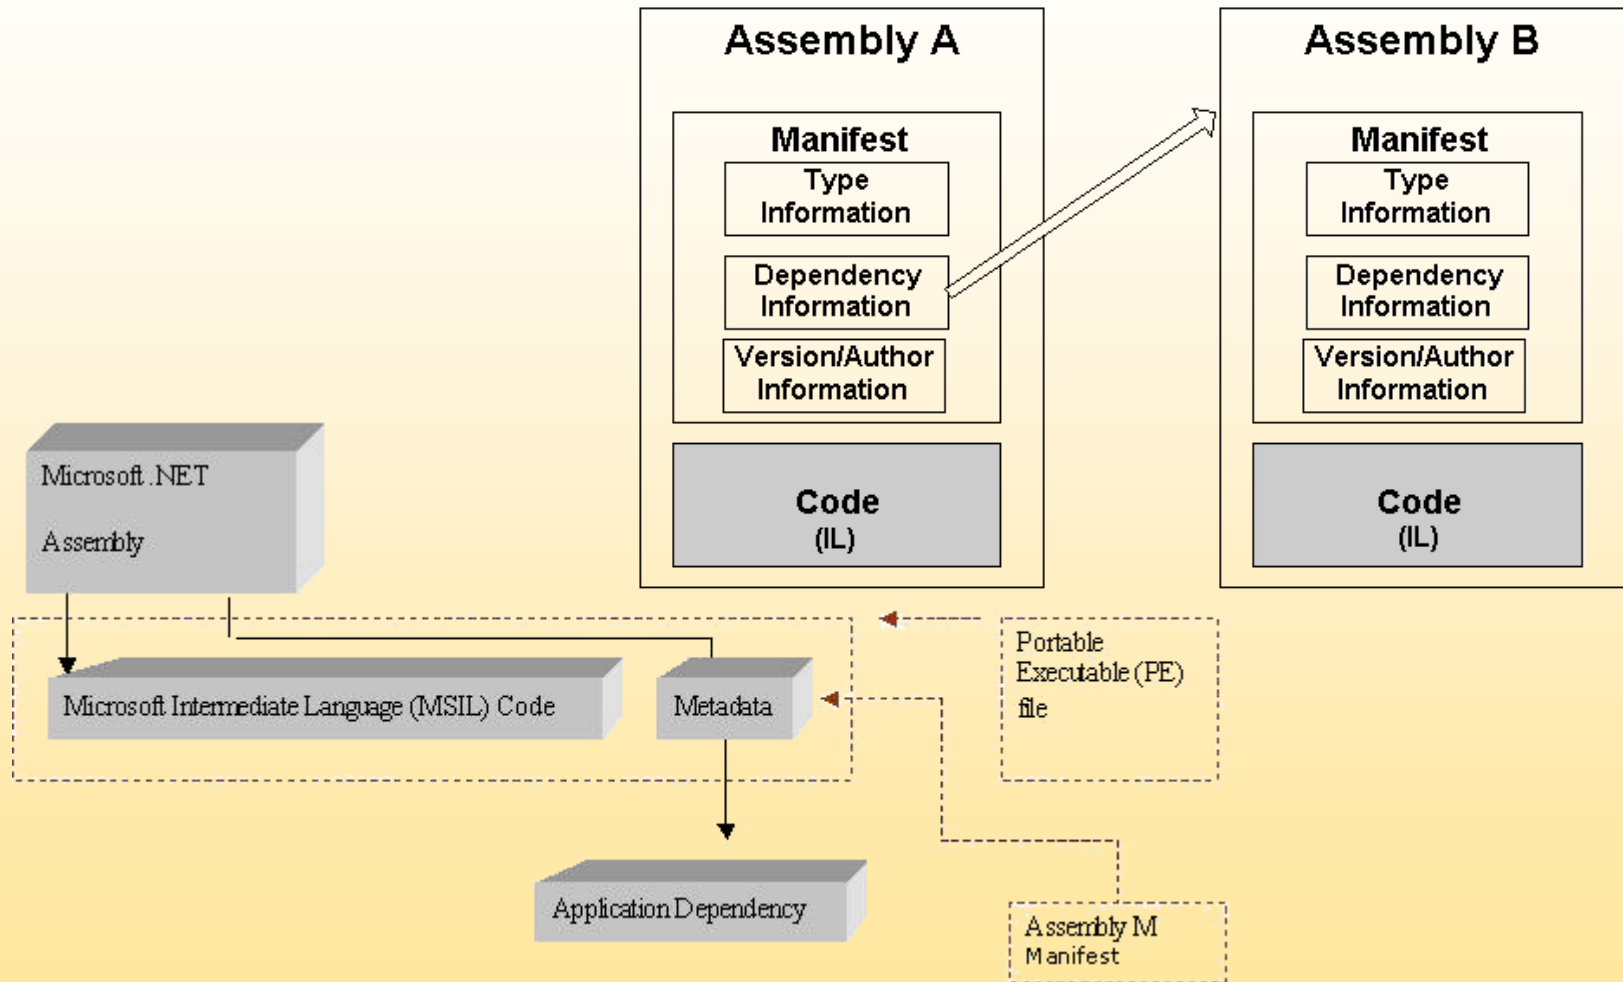 Assembly A
Manifest
Type
Information
Dependency
Information
Version/Author
Information
Code
(IL)
Assembly B
Manifest
Type
Information
Dependency
Information
Version/Author
Information
Code
(IL)
Microsoft .NET
Assembly
Microsoft Intermediate Language (MSIL) Code
Metadata
Portable
Executable (PE)
file
Application Dependency
Assembly M
Manifest